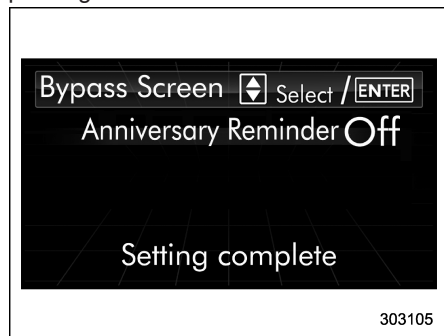 Bypass Screen Select / ENTER
Anniversary Reminder Off
Setting complete
303105